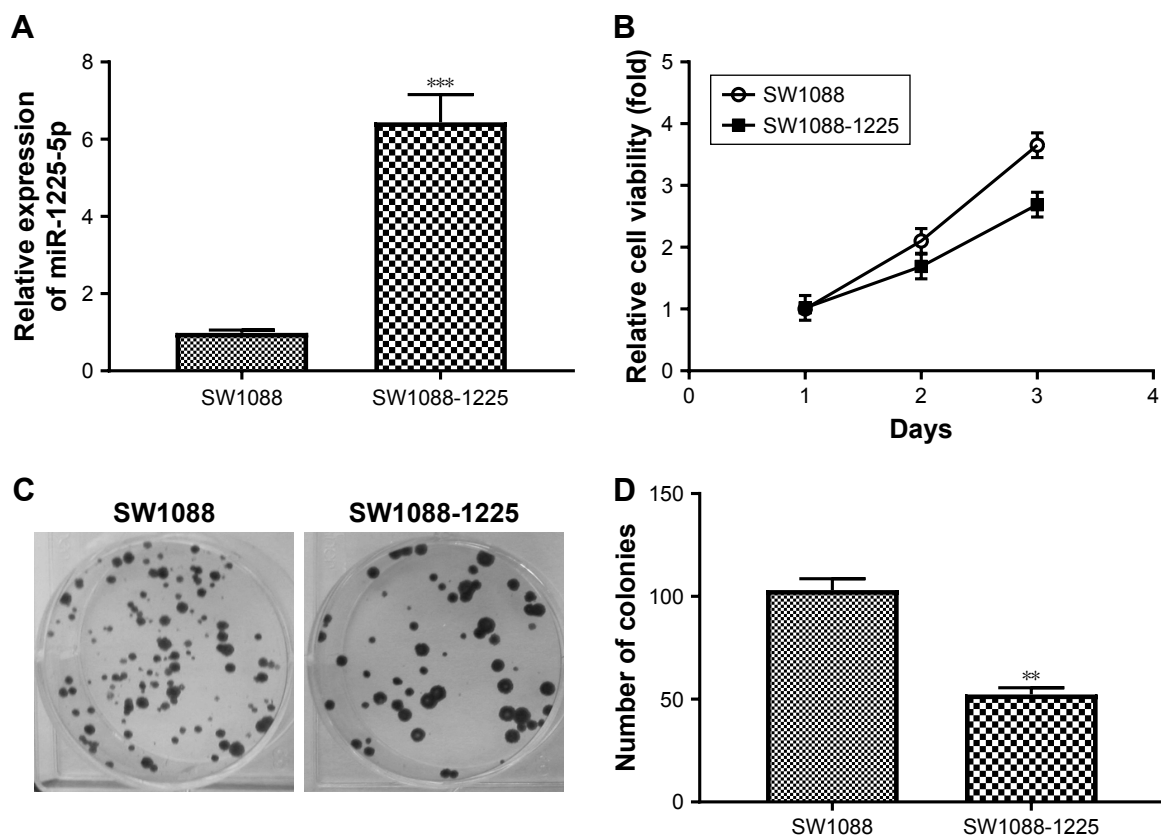 A
Relative expression
of miR-1225-5p
8
6
4
2
0
***
SW1088
SW1088-1225
B
Relative cell viability (fold)
5
4
3
2
1
0
SW1088
SW1088-1225
0
1
2
3
4
Days
C
SW1088
SW1088-1225
D
Number of colonies
150
100
50
0
**
SW1088
SW1088-1225